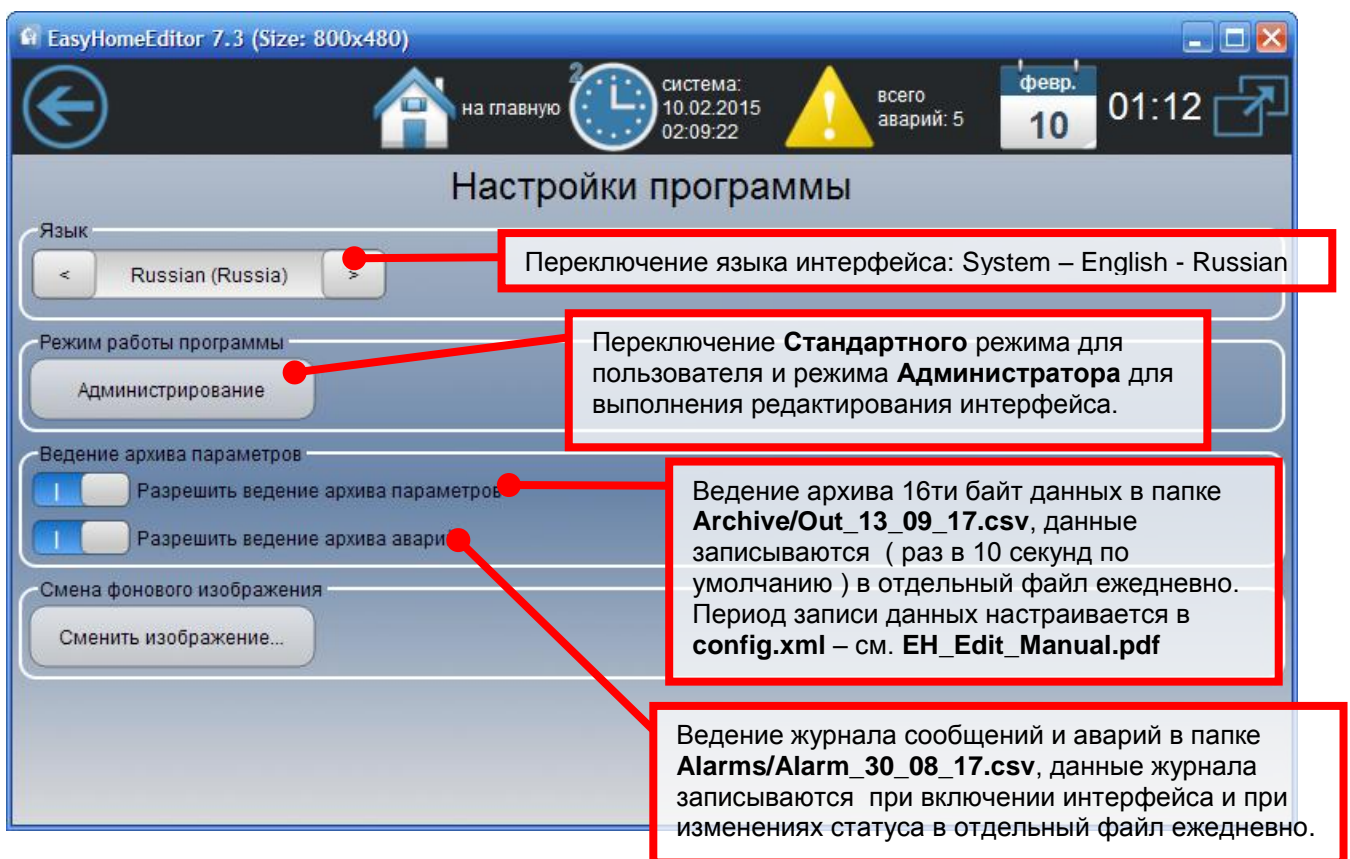 EasyHomeEditor 7.3 (Size: 800x480)
на главную
2
система:
10.02.2015
02:09:22
всего
аварий: 5
февр.
10
01:12
Настройки программы
Язык
<
Russian (Russia)
>
Переключение языка интерфейса: System – English - Russian
Режим работы программы
Администрирование
Переключение Стандартного режима для
пользователя и режима Администратора для
выполнения редактирования интерфейса.
Ведение архива параметров
Разрешить ведение архива параметров
Разрешить ведение архива аварий
Ведение архива 16ти байт данных в папке
Archive/Out_13_09_17.csv, данные
записываются ( раз в 10 секунд по
умолчанию ) в отдельный файл ежедневно.
Период записи данных настраивается в
config.xml – см. EH_Edit_Manual.pdf
Смена фонового изображения
Сменить изображение...
Ведение журнала сообщений и аварий в папке
Alarms/Alarm_30_08_17.csv, данные журнала
записываются при включении интерфейса и при
изменениях статуса в отдельный файл ежедневно.